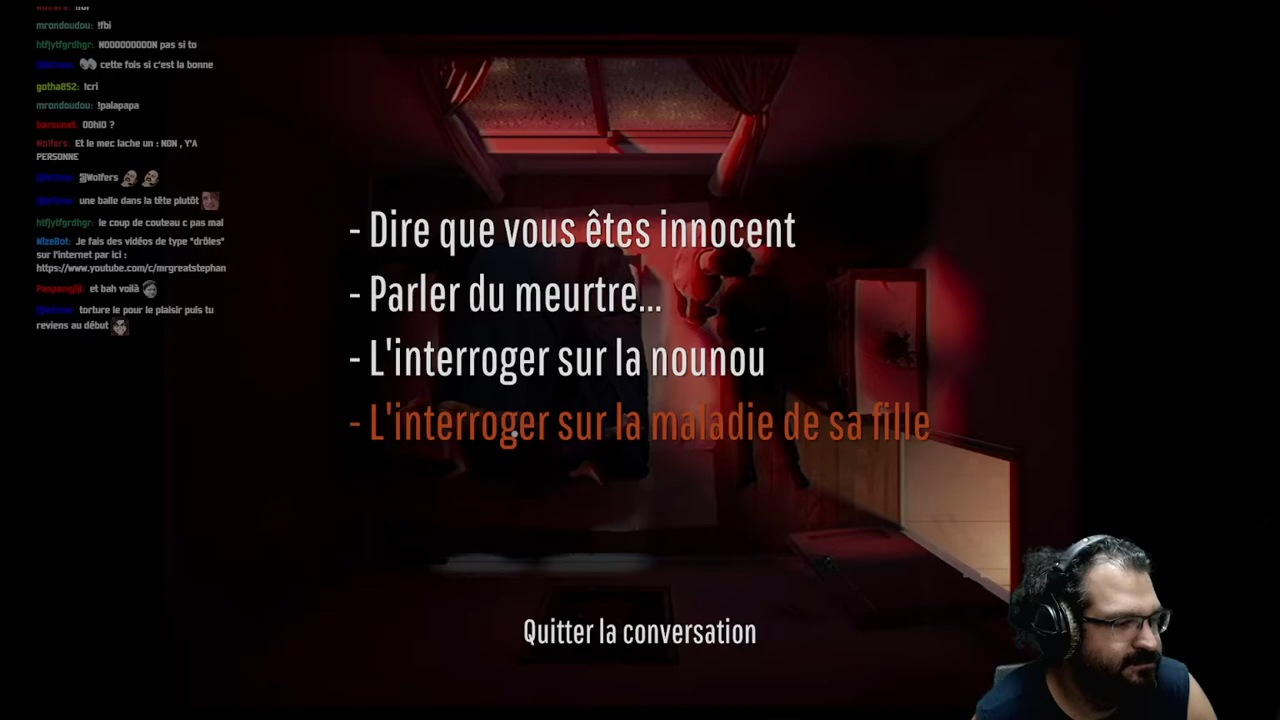 mrandoudou: !fbi
htfjytfgrdhgr: NOOOOOOOON pas si to
cette fois si c'est la bonne
gotha852: !cri
mrandoudou: !palapapa
barsunet: OOhlO ?
Wolfers: Et le mec lache un : NON , Y'A
PERSONNE
@Wolfers
une balle dans la tête plutôt
htfjytfgrdhgr: le coup de couteau c pas mal
WizeBot: Je fais des vidéos de type "drôles"
sur l'internet par ici :
https://www.youtube.com/c/mrgreatstephan
et bah voilà
torture le pour le plaisir puis tu
reviens au début
- Dire que vous êtes innocent
- Parler du meurtre...
- L'interroger sur la nounou
- L'interroger sur la maladie de sa fille
Quitter la conversation